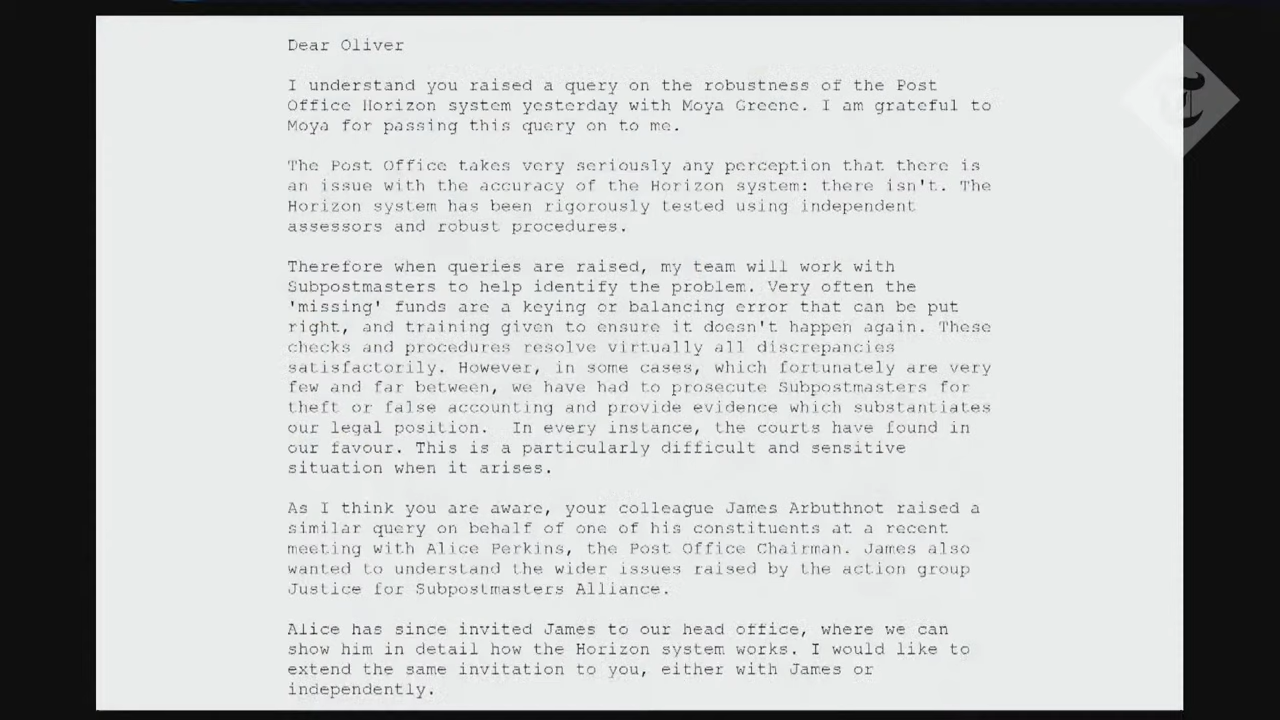 Dear Oliver
I understand you raised a query on the robustness of the Post
Office Horizon system yesterday with Moya Greene. I am grateful to
Moya for passing this query on to me.
The Post Office takes very seriously any perception that there is
an issue with the accuracy of the Horizon system: there isn't. The
Horizon system has been rigorously tested using independent
assessors and robust procedures.
Therefore when queries are raised, my team will work with
Subpostmasters to help identify the problem. Very often the
'missing' funds are a keying or balancing error that can be put
right, and training given to ensure it doesn't happen again. These
checks and procedures resolve virtually all discrepancies
satisfactorily. However, in some cases, which fortunately are very
few and far between, we have had to prosecute Subpostmasters for
theft or false accounting and provide evidence which substantiates
our legal position. In every instance, the courts have found in
our favour. This is a particularly difficult and sensitive
situation when it arises.
As I think you are aware, your colleague James Arbuthnot raised a
similar query on behalf of one of his constituents at a recent
meeting with Alice Perkins, the Post Office Chairman. James also
wanted to understand the wider issues raised by the action group
Justice for Subpostmasters Alliance.
Alice has since invited James to our head office, where we can
show him in detail how the Horizon system works. I would like to
extend the same invitation to you, either with James or
independently.